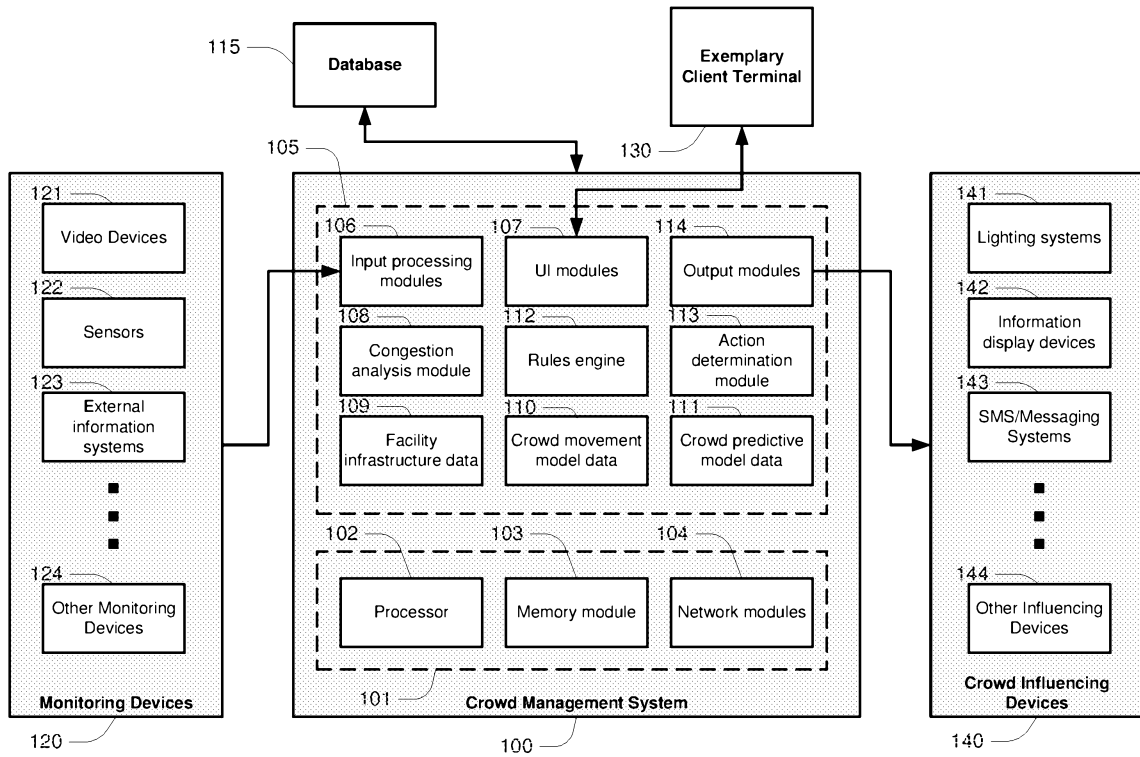 115
Database
Exemplary
Client Terminal
130
105
121
Video Devices
122
Sensors
123
External
information
systems
124
Other Monitoring
Devices
Monitoring Devices
120
106
Input processing
modules
107
UI modules
114
Output modules
108
Congestion
analysis module
112
Rules engine
113
Action
determination
module
109
Facility
infrastructure data
110
Crowd movement
model data
111
Crowd predictive
model data
102
Processor
103
Memory module
104
Network modules
101
Crowd Management System
100
141
Lighting systems
142
Information
display devices
143
SMS/Messaging
Systems
144
Other Influencing
Devices
Crowd Influencing
Devices
140